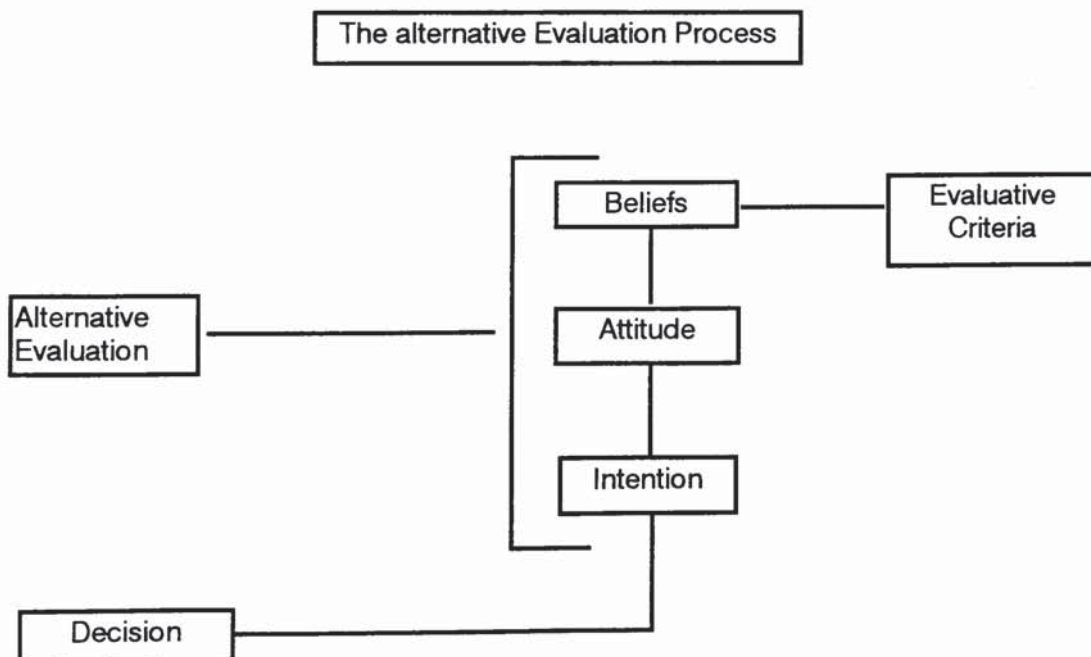 The alternative Evaluation Process
Beliefs
Evaluative
Criteria
Alternative
Evaluation
Attitude
Intention
Decision